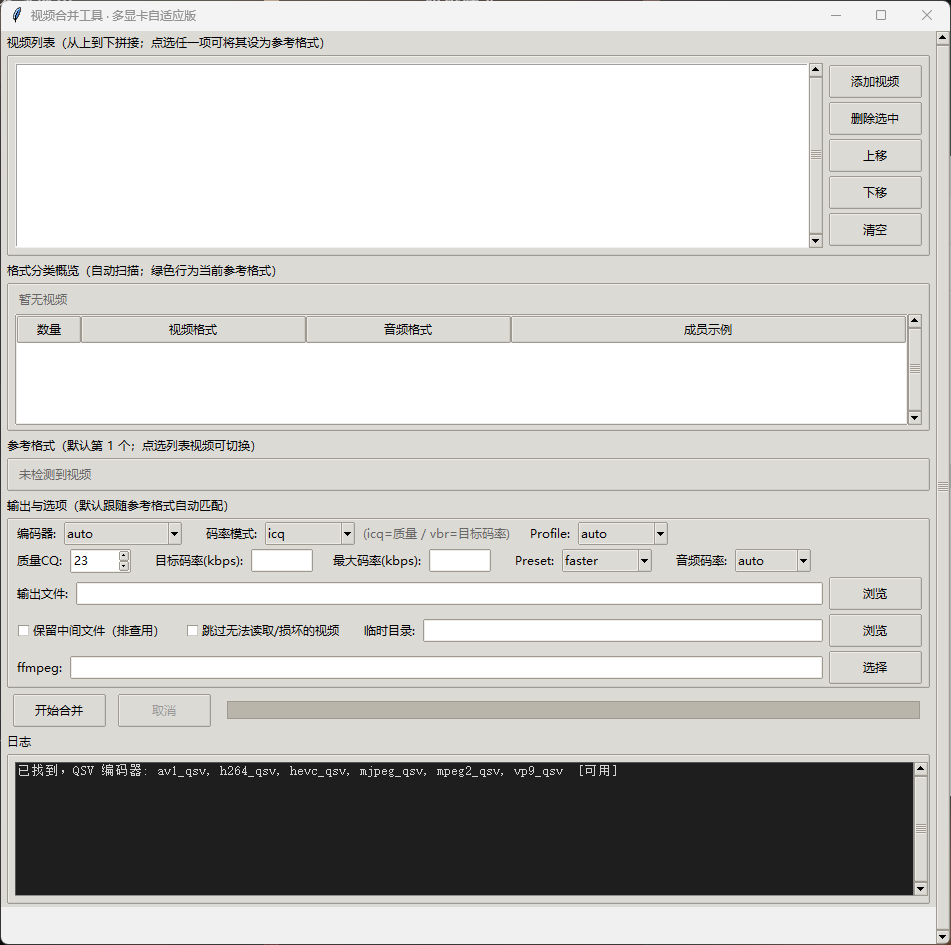 视频合并工具 · 多显卡自适应版
视频列表（从上到下拼接；点选任一项可将其设为参考格式）
添加视频
删除选中
上移
下移
清空
格式分类概览（自动扫描；绿色行为当前参考格式）
暂无视频
数量 视频格式 音频格式 成员示例
参考格式（默认第 1 个；点选列表视频可切换）
未检测到视频
输出与选项（默认跟随参考格式自动匹配）
编码器: auto 码率模式: icq (icq=质量 / vbr=目标码率) Profile: auto
质量CQ: 23 目标码率(kbps): 最大码率(kbps): Preset: faster 音频码率: auto
输出文件: 浏览
保留中间文件（排查用） 跳过无法读取/损坏的视频 临时目录: 浏览
ffmpeg: 选择
开始合并 取消
日志
已找到，QSV 编码器: av1_qsv, h264_qsv, hevc_qsv, mjpeg_qsv, mpeg2_qsv, vp9_qsv [可用]